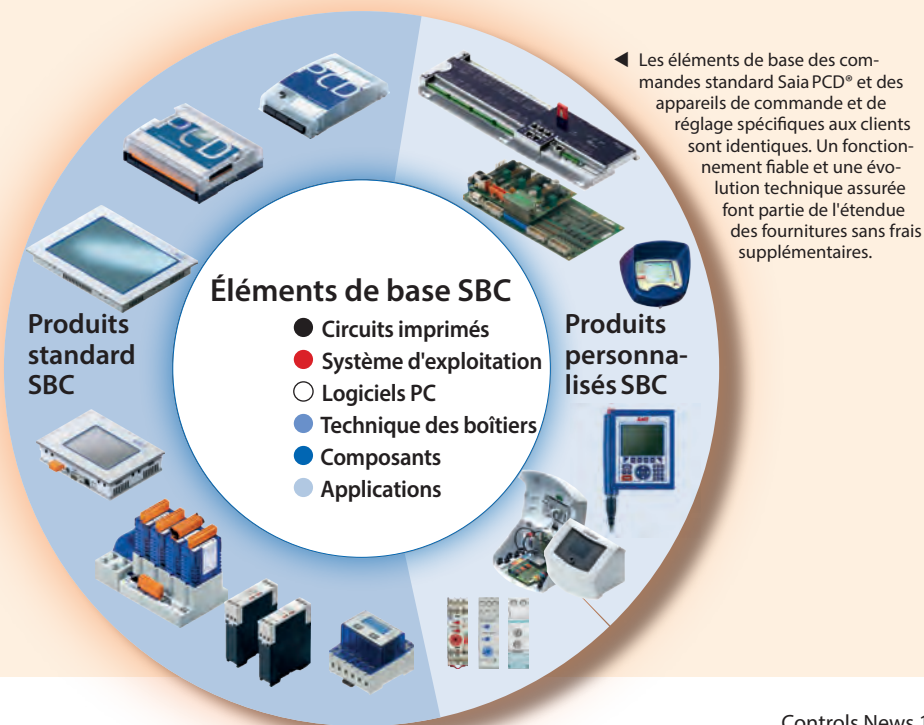 ◀ Les éléments de base des com-
mandes standard Saia PCD® et des
appareils de commande et de
réglage spécifiques aux clients
sont identiques. Un fonction-
nement fiable et une évo-
lution technique assurée
font partie de l'étendue
des fournitures sans frais
supplémentaires.
PCD
PCD
Éléments de base SBC
Circuits imprimés
Système d'exploitation
Logiciels PC
Technique des boîtiers
Composants
Applications
Produits
standard
SBC
Produits
personna-
lisés SBC
Controls News